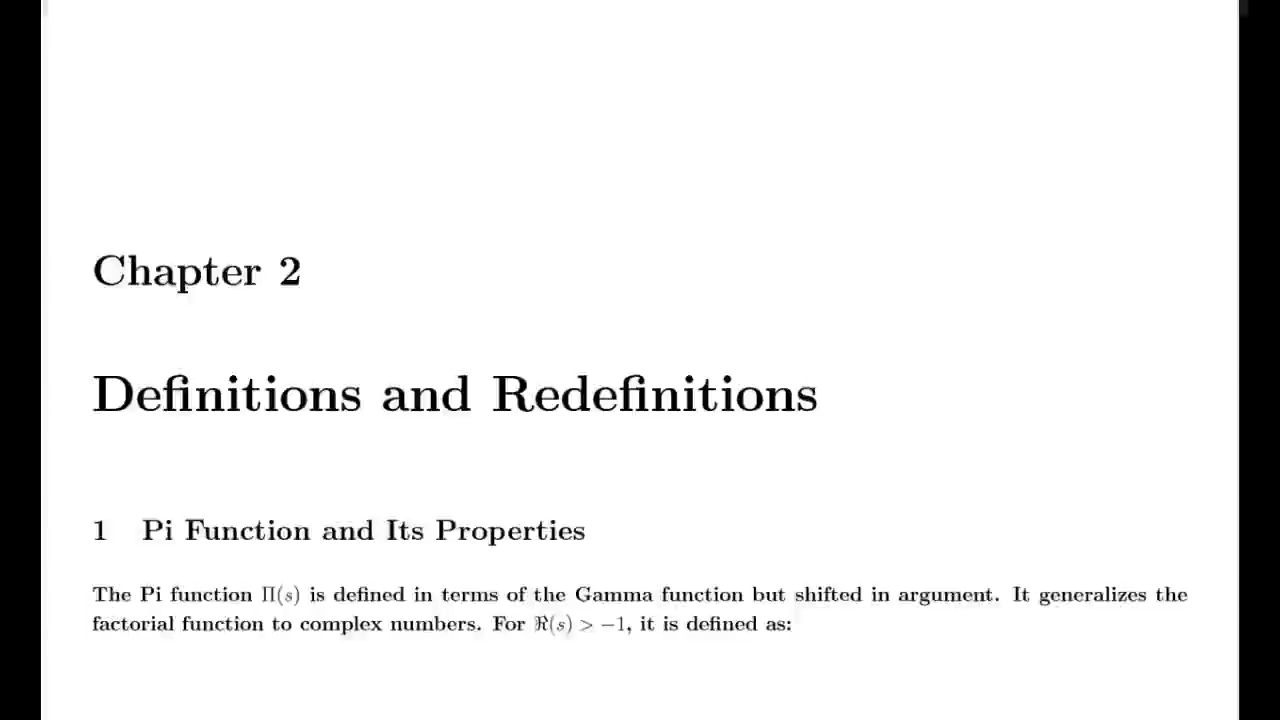 Chapter 2
Definitions and Redefinitions
1 Pi Function and Its Properties
The Pi function Π(s) is defined in terms of the Gamma function but shifted in argument. It generalizes the
factorial function to complex numbers. For ℜ(s) > −1, it is defined as: